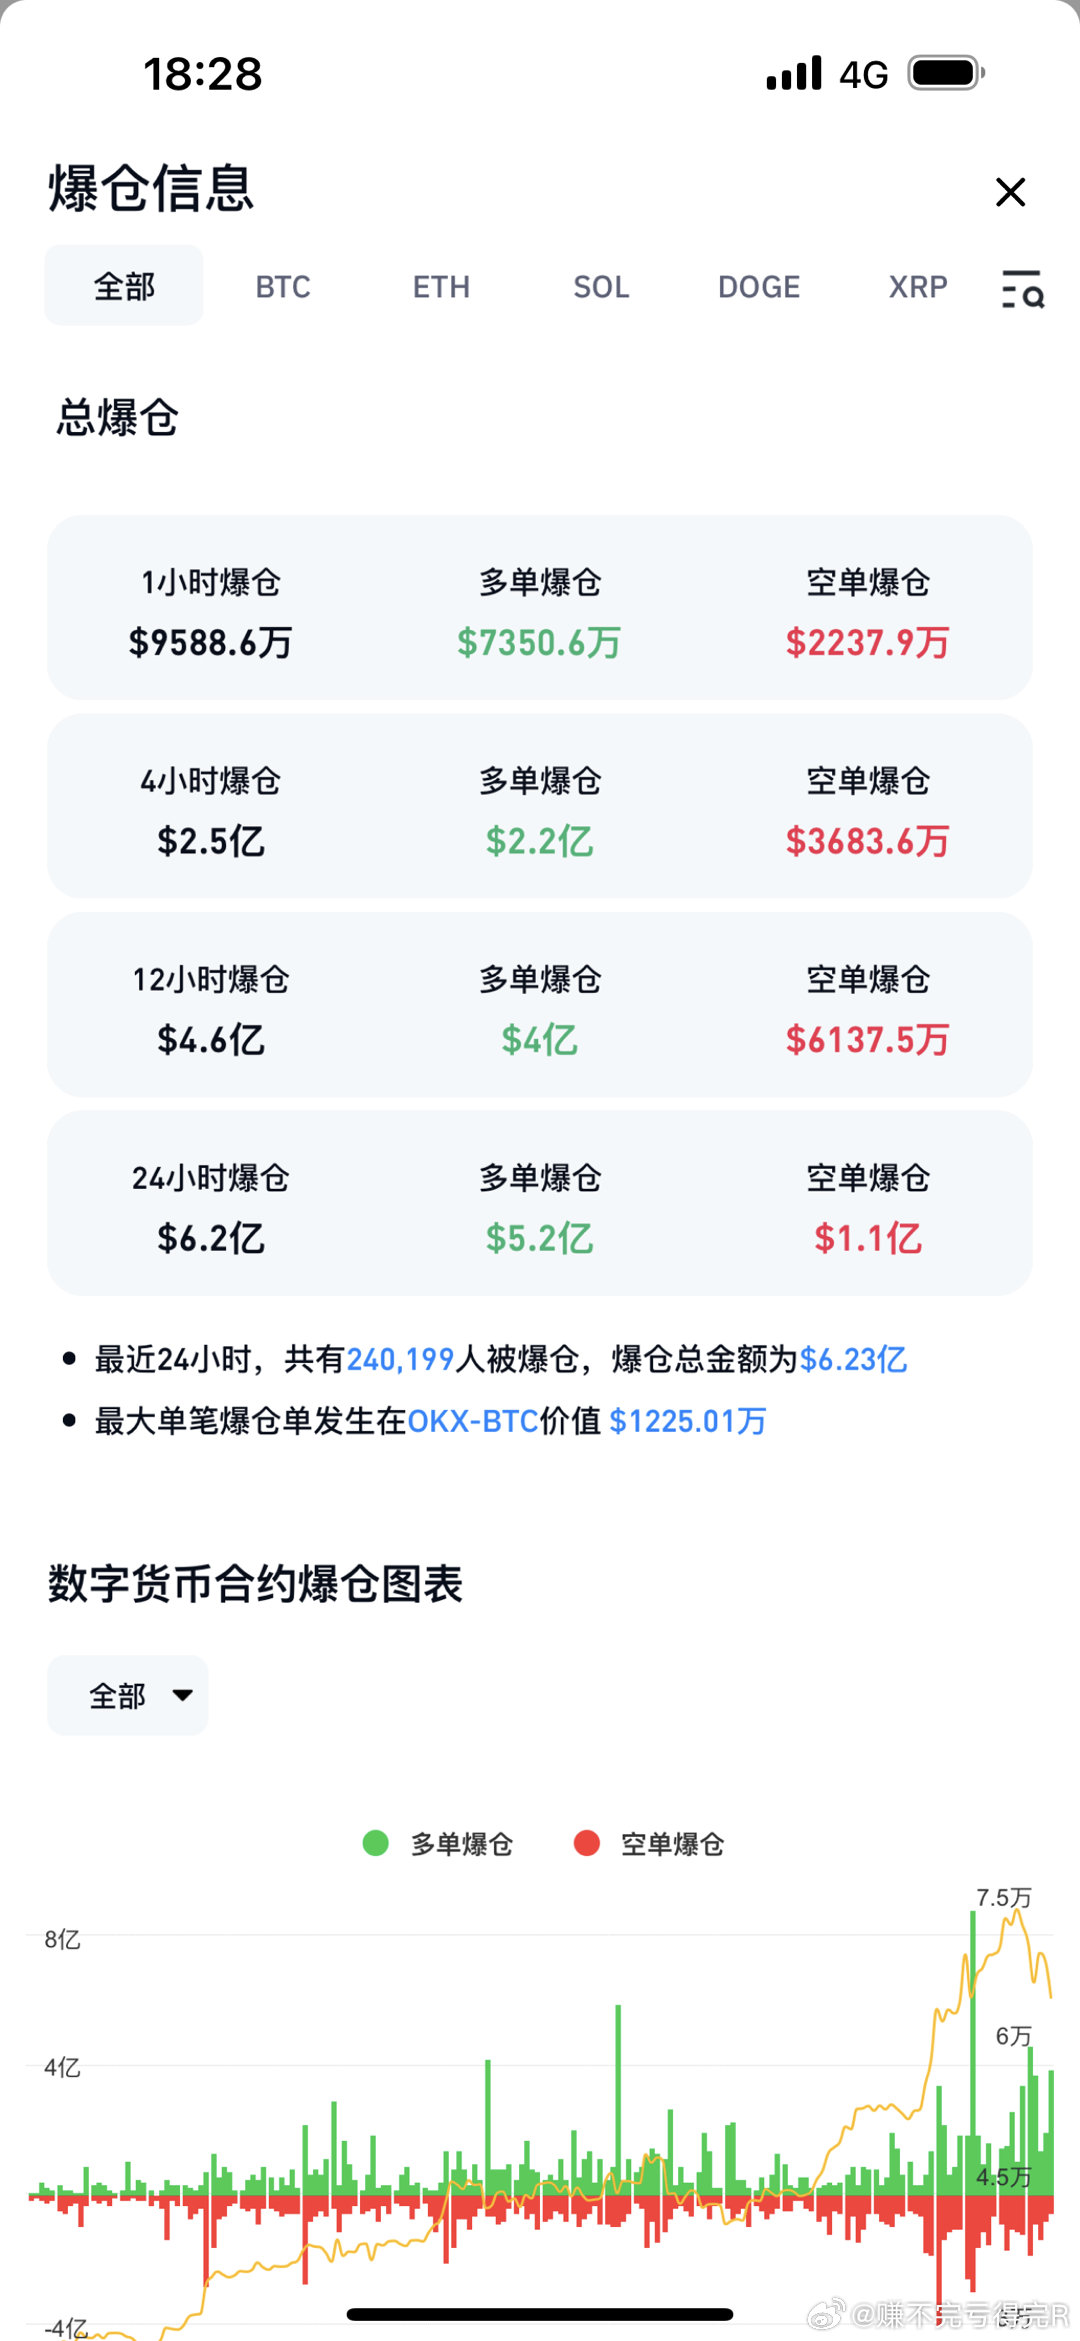 18:28 4G
爆仓信息
全部 BTC ETH SOL DOGE XRP
总爆仓
1小时爆仓 多单爆仓 空单爆仓
$9588.6万 $7350.6万 $2237.9万
4小时爆仓 多单爆仓 空单爆仓
$2.5亿 $2.2亿 $3683.6万
12小时爆仓 多单爆仓 空单爆仓
$4.6亿 $4亿 $6137.5万
24小时爆仓 多单爆仓 空单爆仓
$6.2亿 $5.2亿 $1.1亿
最近24小时，共有240,199人被爆仓，爆仓总金额为$6.23亿
最大单笔爆仓单发生在OKX-BTC价值 $1225.01万
数字货币合约爆仓图表
全部
多单爆仓 空单爆仓
7.5万
8亿
6万
4亿
4.5万
-4亿
@赚不完亏得完R